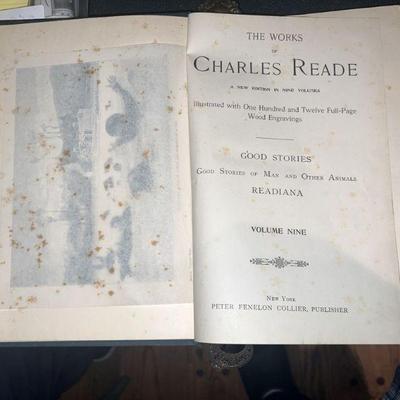 THE WORKS
OF
CHARLES READE
A NEW EDITION IN NINE VOLUMES
Illustrated with One Hundred and Twelve Full-Page
Wood Engravings
GOOD STORIES
GOOD STORIES OF MAN AND OTHER ANIMALS
READIANA
VOLUME NINE
NEW YORK
PETER FENELON COLLIER, PUBLISHER